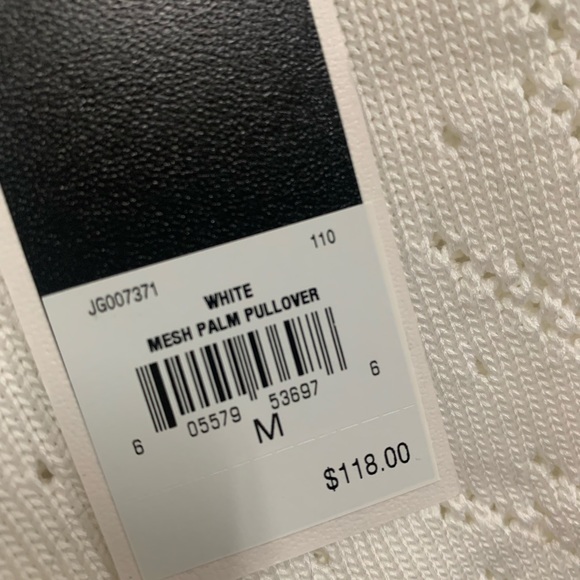 110
JG007371
WHITE
MESH PALM PULLOVER
6 05579 53697 6
M
$118.00